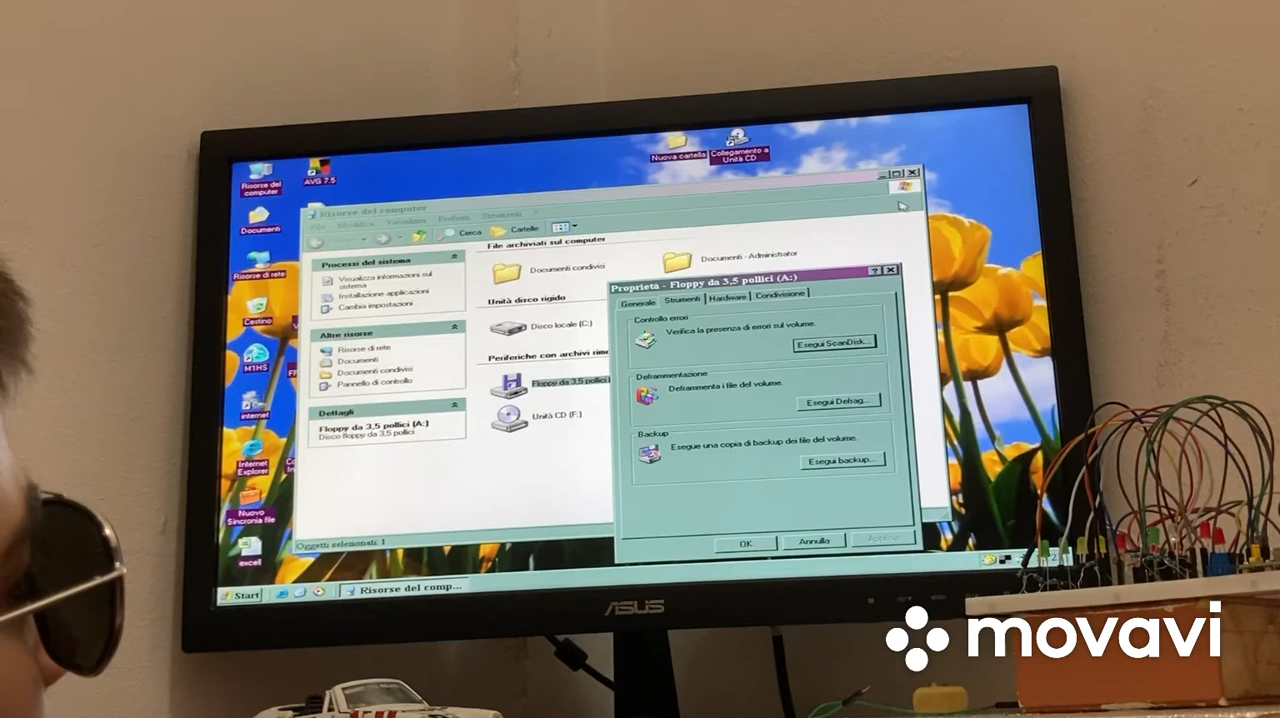 Nuova cartella
Collegamento a
Unità CD
Risorse del
computer
AVG 7.5
Documenti
Risorse di rete
Cestino
M1HS
internet
Internet
Explorer
Nuovo
Sincronia file
excell
Risorse del computer
File
Modifica
Visualizza
Preferiti
Strumenti
Cerca
Cartelle
Processi del sistema
Visualizza informazioni sul
sistema
Installazione applicazioni
Cambia impostazioni
Altre risorse
Risorse di rete
Documenti
Documenti condivisi
Pannello di controllo
Dettagli
Floppy da 3,5 pollici (A:)
Disco floppy da 3,5 pollici
File archiviati sul computer
Documenti condivisi
Documenti - Administrator
Unità disco rigido
Disco locale (C:)
Periferiche con archivi rimo
Floppy da 3,5 pollici
Unità CD (F:)
Oggetti selezionati: 1
Proprietà - Floppy da 3,5 pollici (A:)
Generale
Strumenti
Hardware
Condivisione
Controllo errori
Verifica la presenza di errori sul volume.
Esegui ScanDisk...
Deframmentazione
Deframmenta i file del volume.
Esegui Defrag...
Backup
Esegue una copia di backup dei file del volume.
Esegui backup...
OK
Annulla
Applica
Start
Risorse del comp...
ASUS
movavi